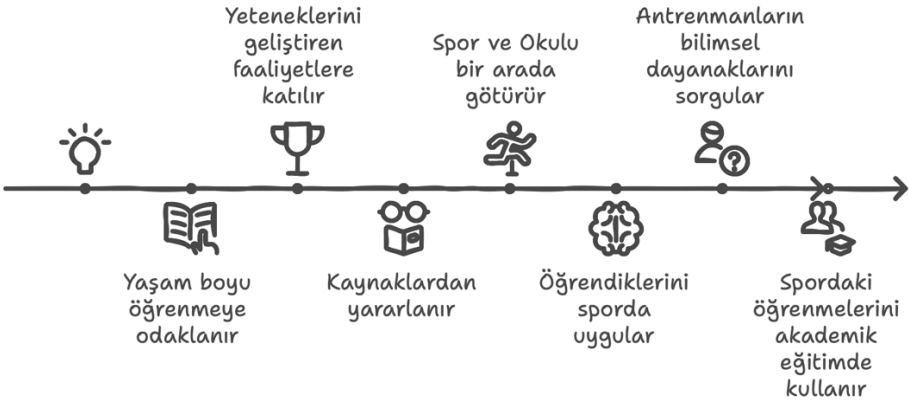 Yeteneklerini
geliştiren
faaliyetlere
katılır
Spor ve Okulu
bir arada
götürür
Antrenmanların
bilimsel
dayanaklarını
sorgular
Yaşam boyu
öğrenmeye
odaklanır
Kaynaklardan
yararlanır
Öğrendiklerini
sporda
uygular
Spordaki
öğrenmelerini
akademik
eğitimde
kullanır